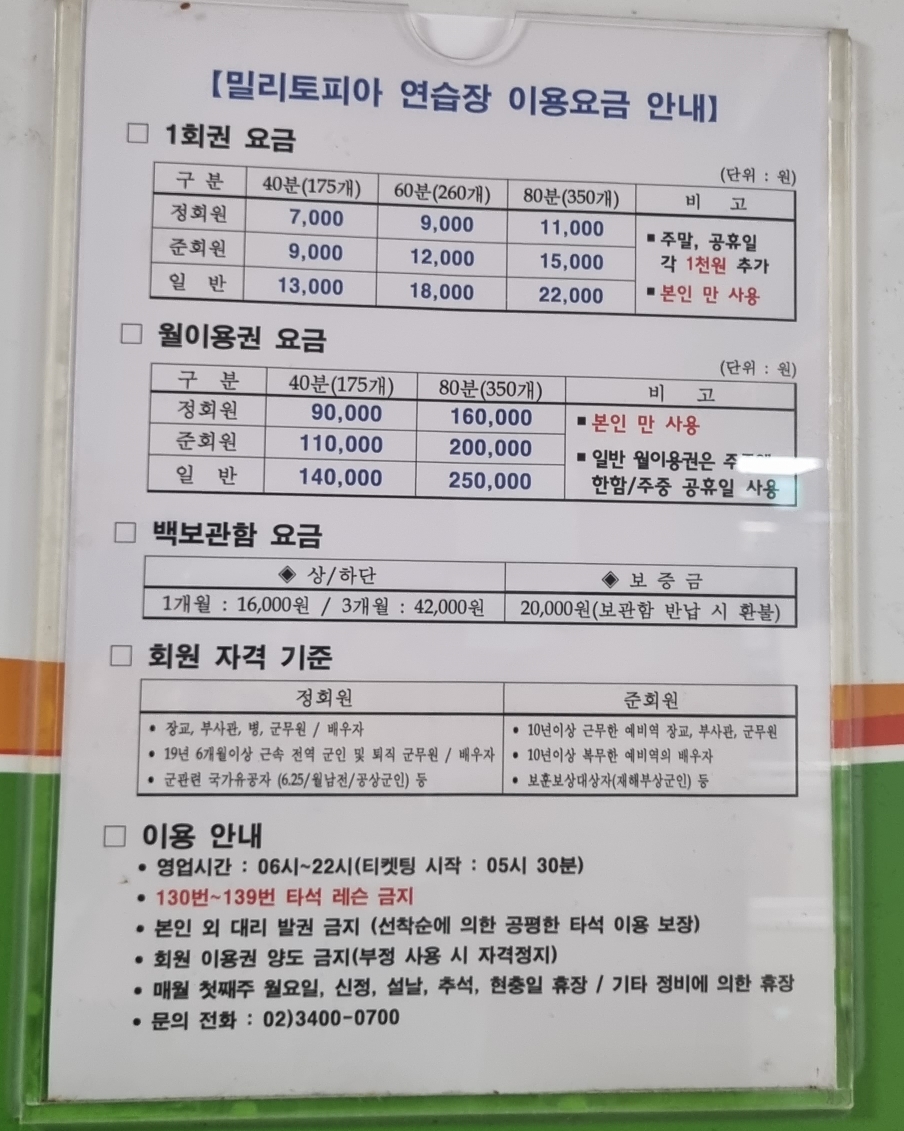 【밀리토피아 연습장 이용요금 안내】
□ 1회권 요금
(단위 : 원)
구 분 40분(175개) 60분(260개) 80분(350개) 비 고
정회원 7,000 9,000 11,000
준회원 9,000 12,000 15,000
일 반 13,000 18,000 22,000
▪ 주말, 공휴일
각 1천원 추가
▪ 본인 만 사용
□ 월이용권 요금
(단위 : 원)
구 분 40분(175개) 80분(350개) 비 고
정회원 90,000 160,000
준회원 110,000 200,000
일 반 140,000 250,000
▪ 본인 만 사용
▪ 일반 월이용권은
한함/주중 공휴일 사용
□ 백보관함 요금
◈ 상/하단 ◈ 보 증 금
1개월 : 16,000원 / 3개월 : 42,000원 20,000원(보관함 반납 시 환불)
□ 회원 자격 기준
정회원 준회원
• 장교, 부사관, 병, 군무원 / 배우자 • 10년이상 근무한 예비역 장교, 부사관, 군무원
• 19년 6개월이상 근속 전역 군인 및 퇴직 군무원 / 배우자 • 10년이상 복무한 예비역의 배우자
• 군관련 국가유공자 (6.25/월남전/공상군인) 등 • 보훈보상대상자(재해부상군인) 등
□ 이용 안내
• 영업시간 : 06시~22시(티켓팅 시작 : 05시 30분)
• 130번~139번 타석 레슨 금지
• 본인 외 대리 발권 금지 (선착순에 의한 공평한 타석 이용 보장)
• 회원 이용권 양도 금지(부정 사용 시 자격정지)
• 매월 첫째주 월요일, 신정, 설날, 추석, 현충일 휴장 / 기타 정비에 의한 휴장
• 문의 전화 : 02)3400-0700